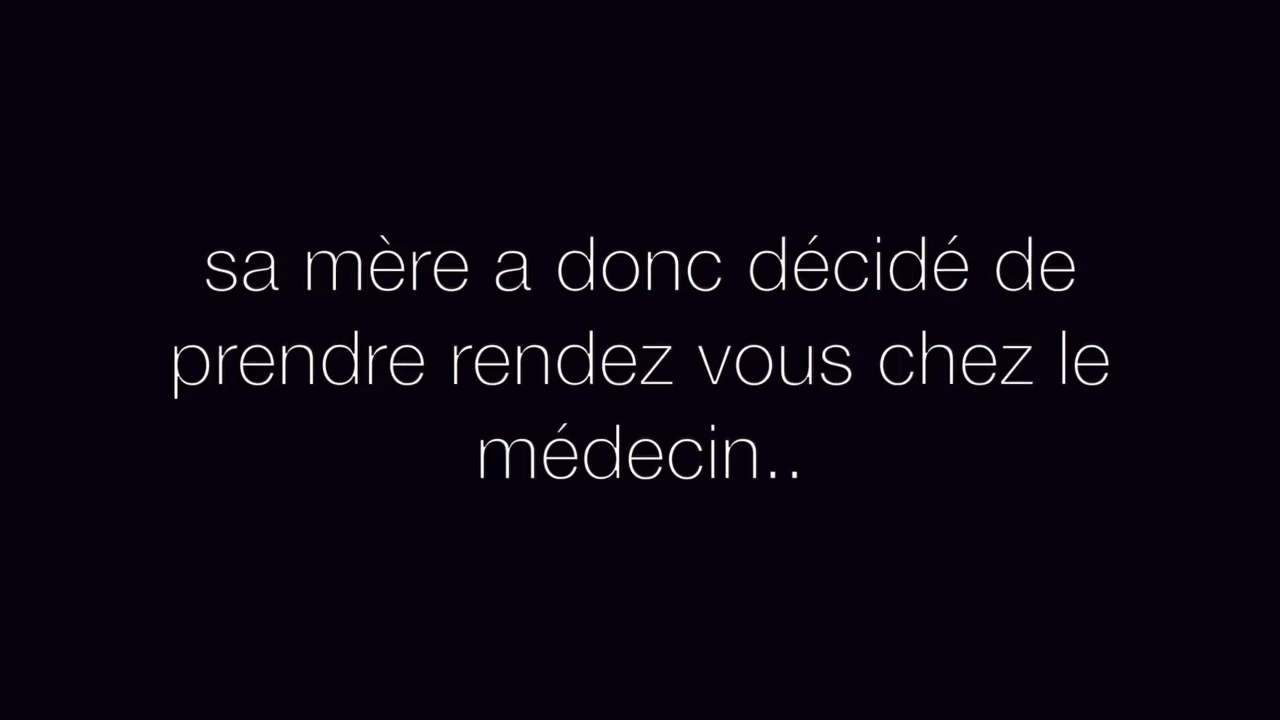 sa mère a donc décidé de
prendre rendez vous chez le
médecin..